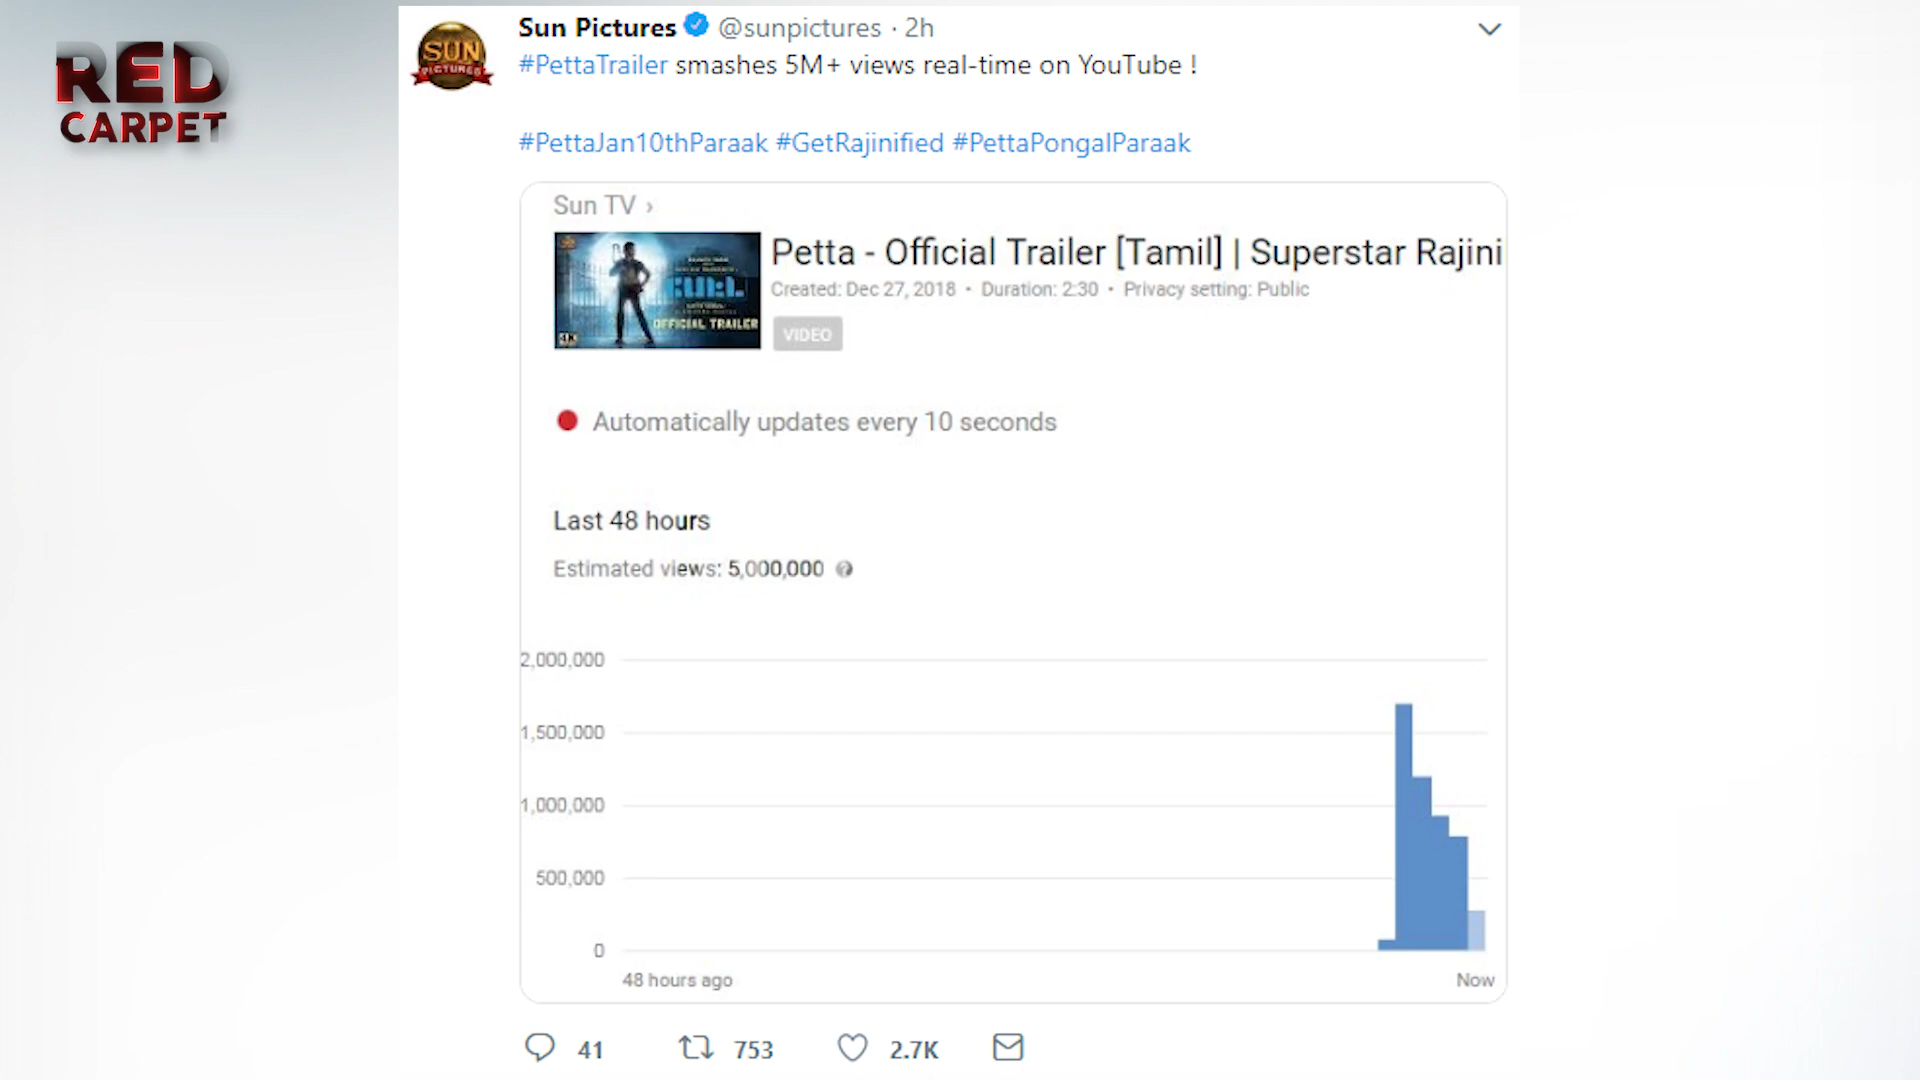 RED
CARPET
SUN
PICTURES
Sun Pictures @sunpictures · 2h
#PettaTrailer smashes 5M+ views real-time on YouTube !
#PettaJan10thParaak #GetRajinified #PettaPongalParaak
Sun TV ›
Petta - Official Trailer [Tamil] | Superstar Rajini
Created: Dec 27, 2018 • Duration: 2:30 • Privacy setting: Public
OFFICIAL TRAILER
4K
VIDEO
Automatically updates every 10 seconds
Last 48 hours
Estimated views: 5,000,000 ?
2,000,000
1,500,000
1,000,000
500,000
0
48 hours ago Now
41 753 2.7K